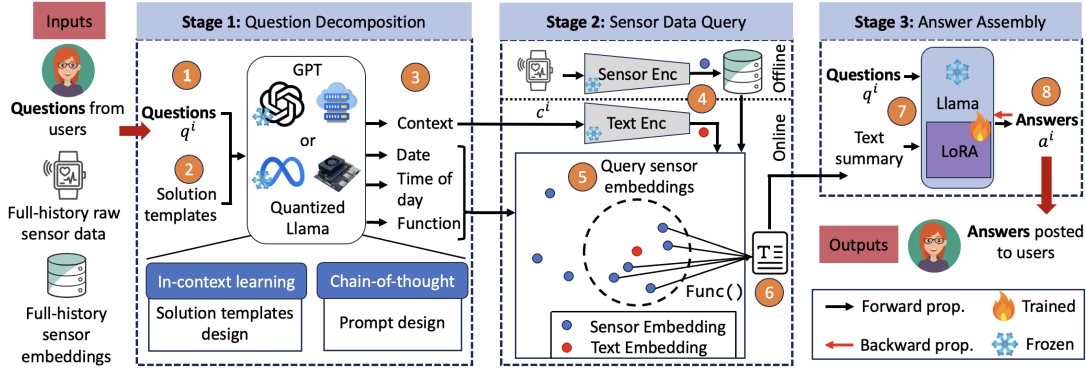 Inputs
Questions from
users
Full-history raw
sensor data
Full-history
sensor
embeddings
Stage 1: Question Decomposition
1
Questions
q^i
2
Solution
templates
GPT
or
Quantized
Llama
3
Context
Date
Time of
day
Function
In-context learning
Solution templates
design
Chain-of-thought
Prompt design
Stage 2: Sensor Data Query
Sensor Enc
Offline
4
c^i
Text Enc
Online
5
Query sensor
embeddings
Func()
T
6
Sensor Embedding
Text Embedding
Stage 3: Answer Assembly
Questions
q^i
7
Text
summary
Llama
LoRA
8
Answers
a^i
Outputs
Answers posted
to users
Forward prop.
Trained
Backward prop.
Frozen